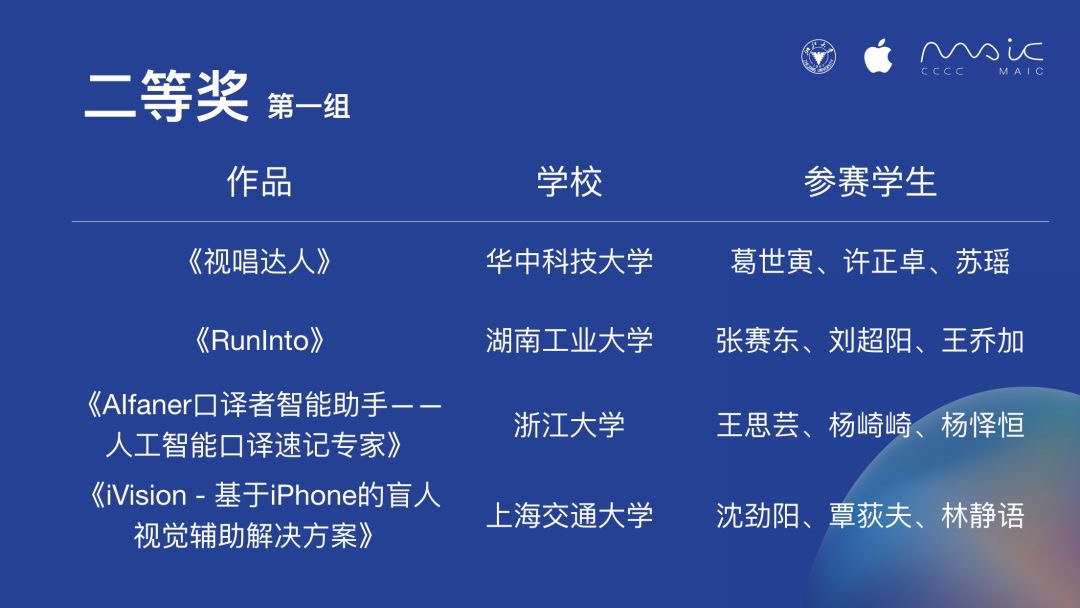 CCCC MAIC
二等奖 第一组
作品 学校 参赛学生
《视唱达人》 华中科技大学 葛世寅、许正卓、苏瑶
《RunInto》 湖南工业大学 张赛东、刘超阳、王乔加
《AIfaner口译者智能助手——
人工智能口译速记专家》 浙江大学 王思芸、杨崎崎、杨怿恒
《iVision - 基于iPhone的盲人
视觉辅助解决方案》 上海交通大学 沈劲阳、覃荻夫、林静语